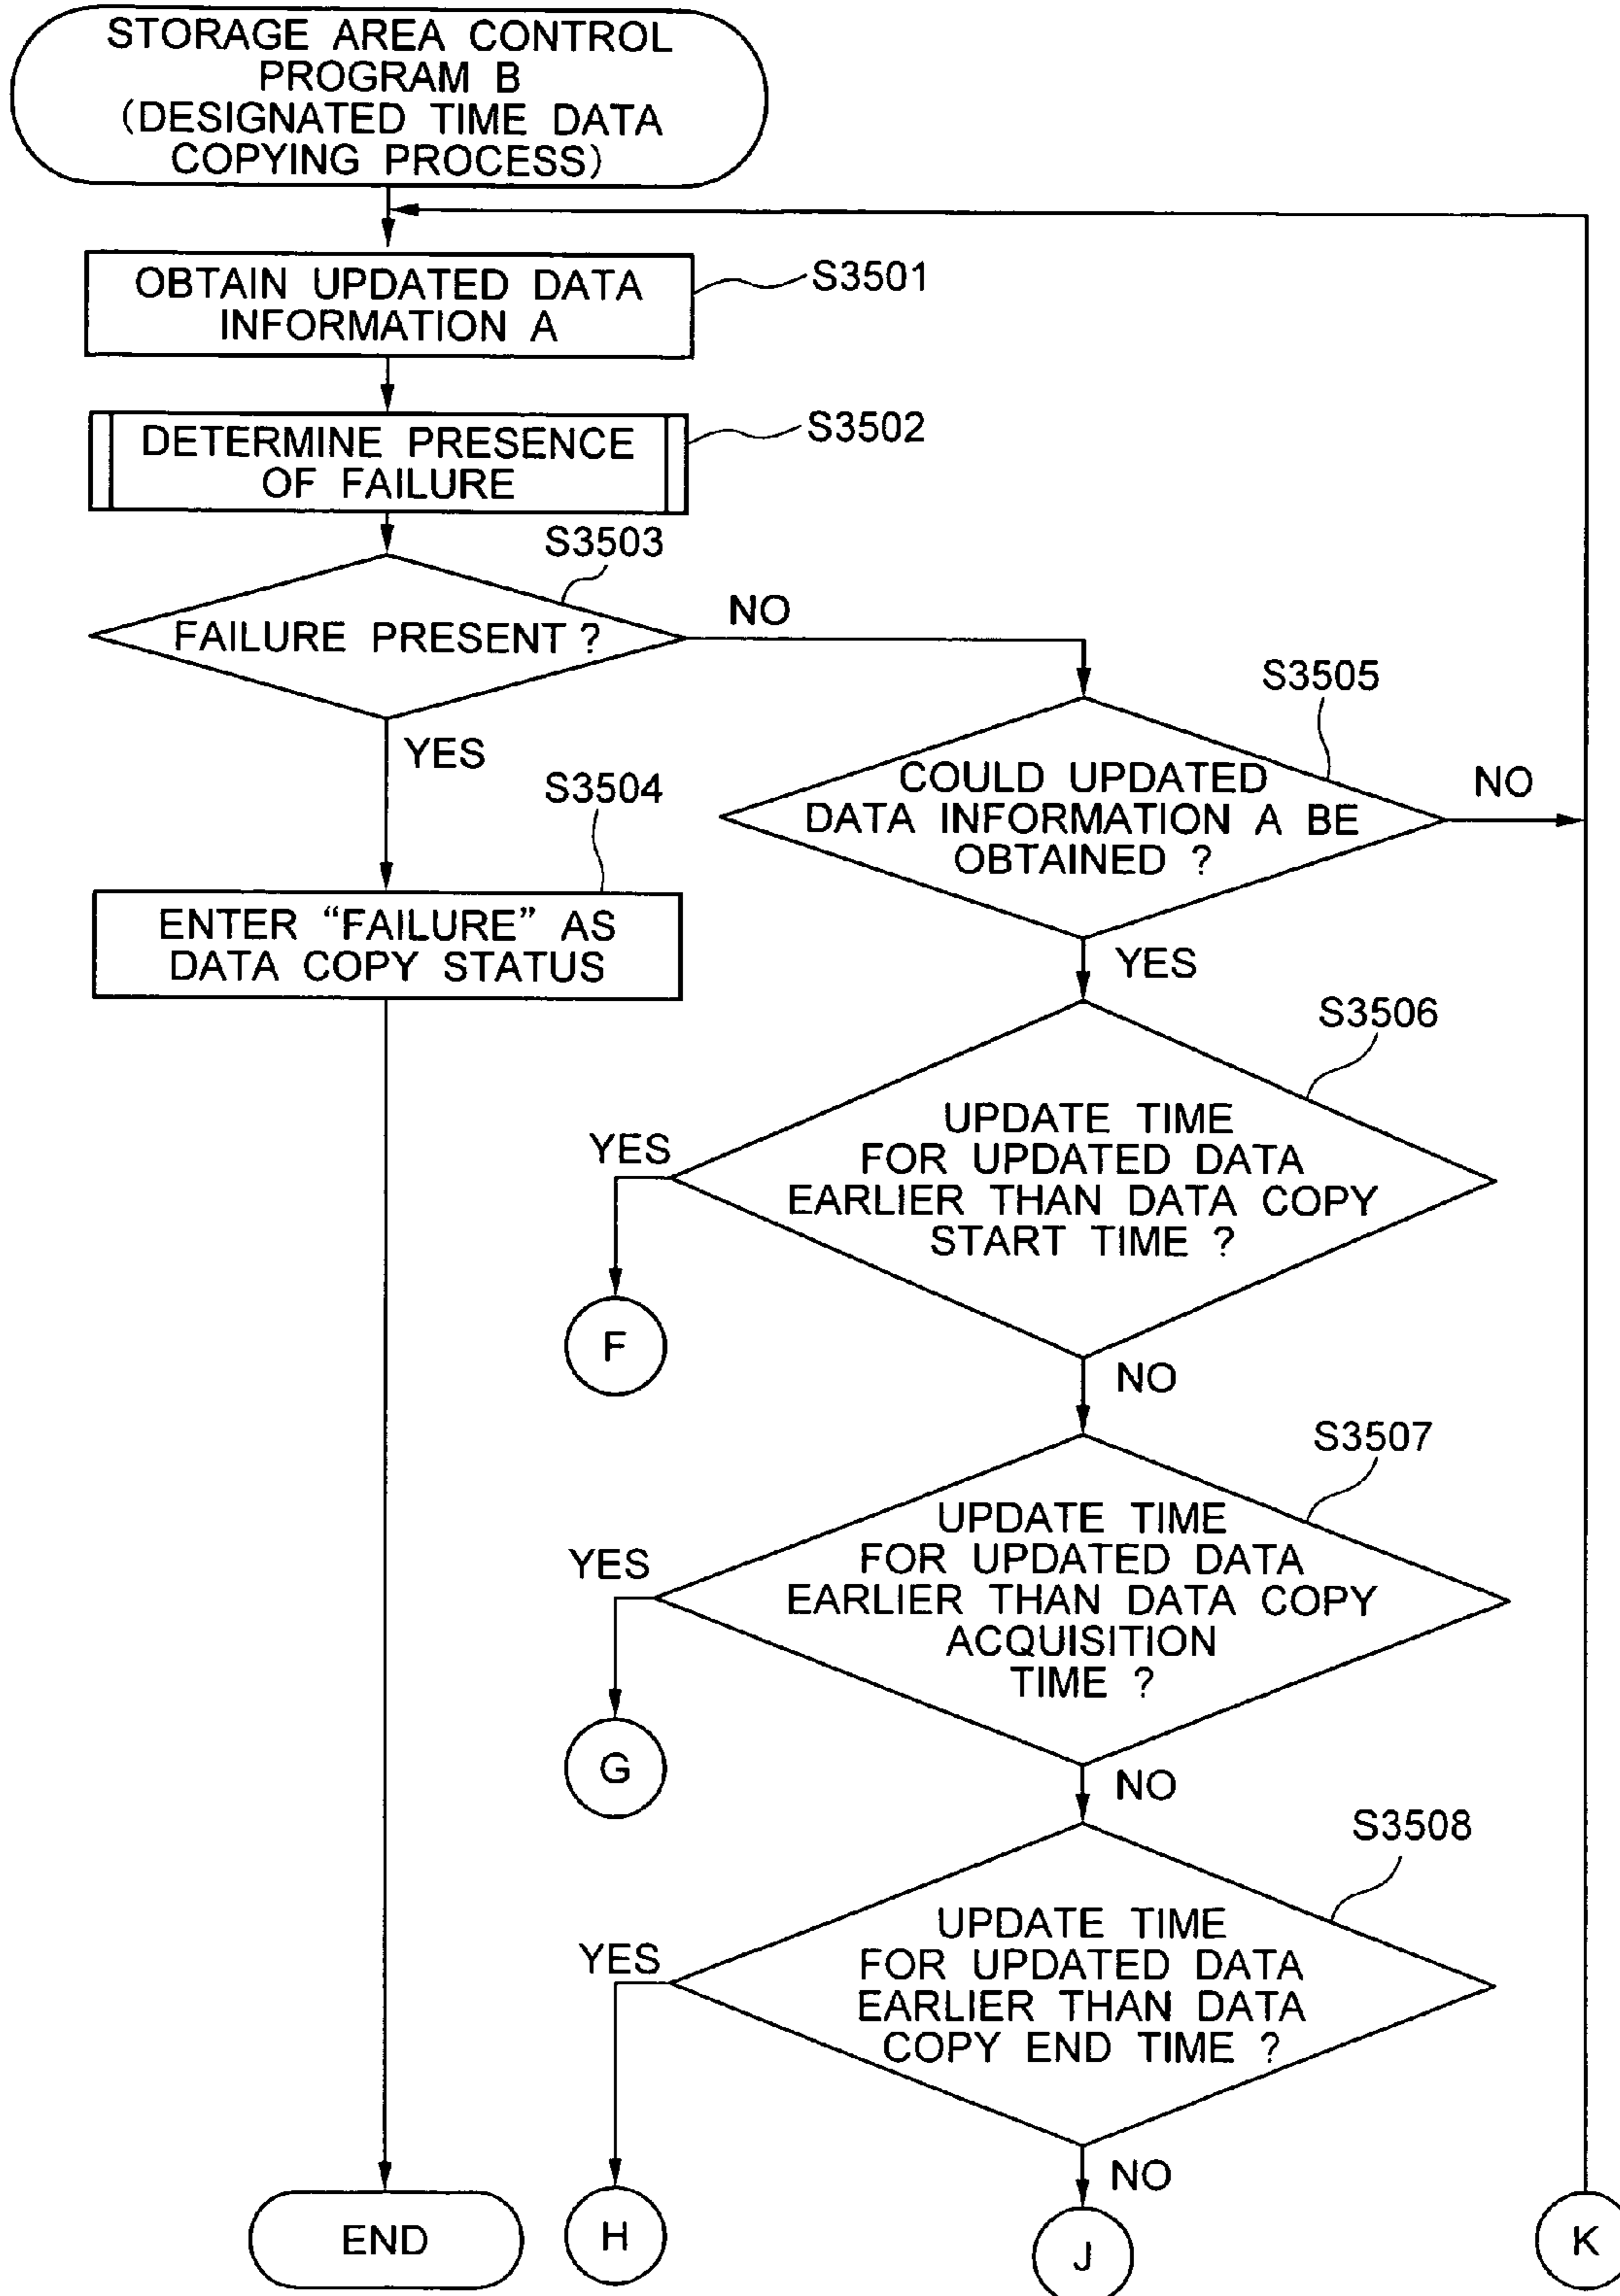 STORAGE AREA CONTROL
PROGRAM B
(DESIGNATED TIME DATA
COPYING PROCESS)
OBTAIN UPDATED DATA
INFORMATION A
S3501
DETERMINE PRESENCE
OF FAILURE
S3502
S3503
FAILURE PRESENT ?
NO
YES
S3504
ENTER “FAILURE” AS
DATA COPY STATUS
S3505
COULD UPDATED
DATA INFORMATION A BE
OBTAINED ?
NO
YES
S3506
UPDATE TIME
FOR UPDATED DATA
EARLIER THAN DATA COPY
START TIME ?
YES
F
NO
S3507
UPDATE TIME
FOR UPDATED DATA
EARLIER THAN DATA COPY
ACQUISITION
TIME ?
YES
G
NO
S3508
UPDATE TIME
FOR UPDATED DATA
EARLIER THAN DATA
COPY END TIME ?
YES
NO
END
H
J
K